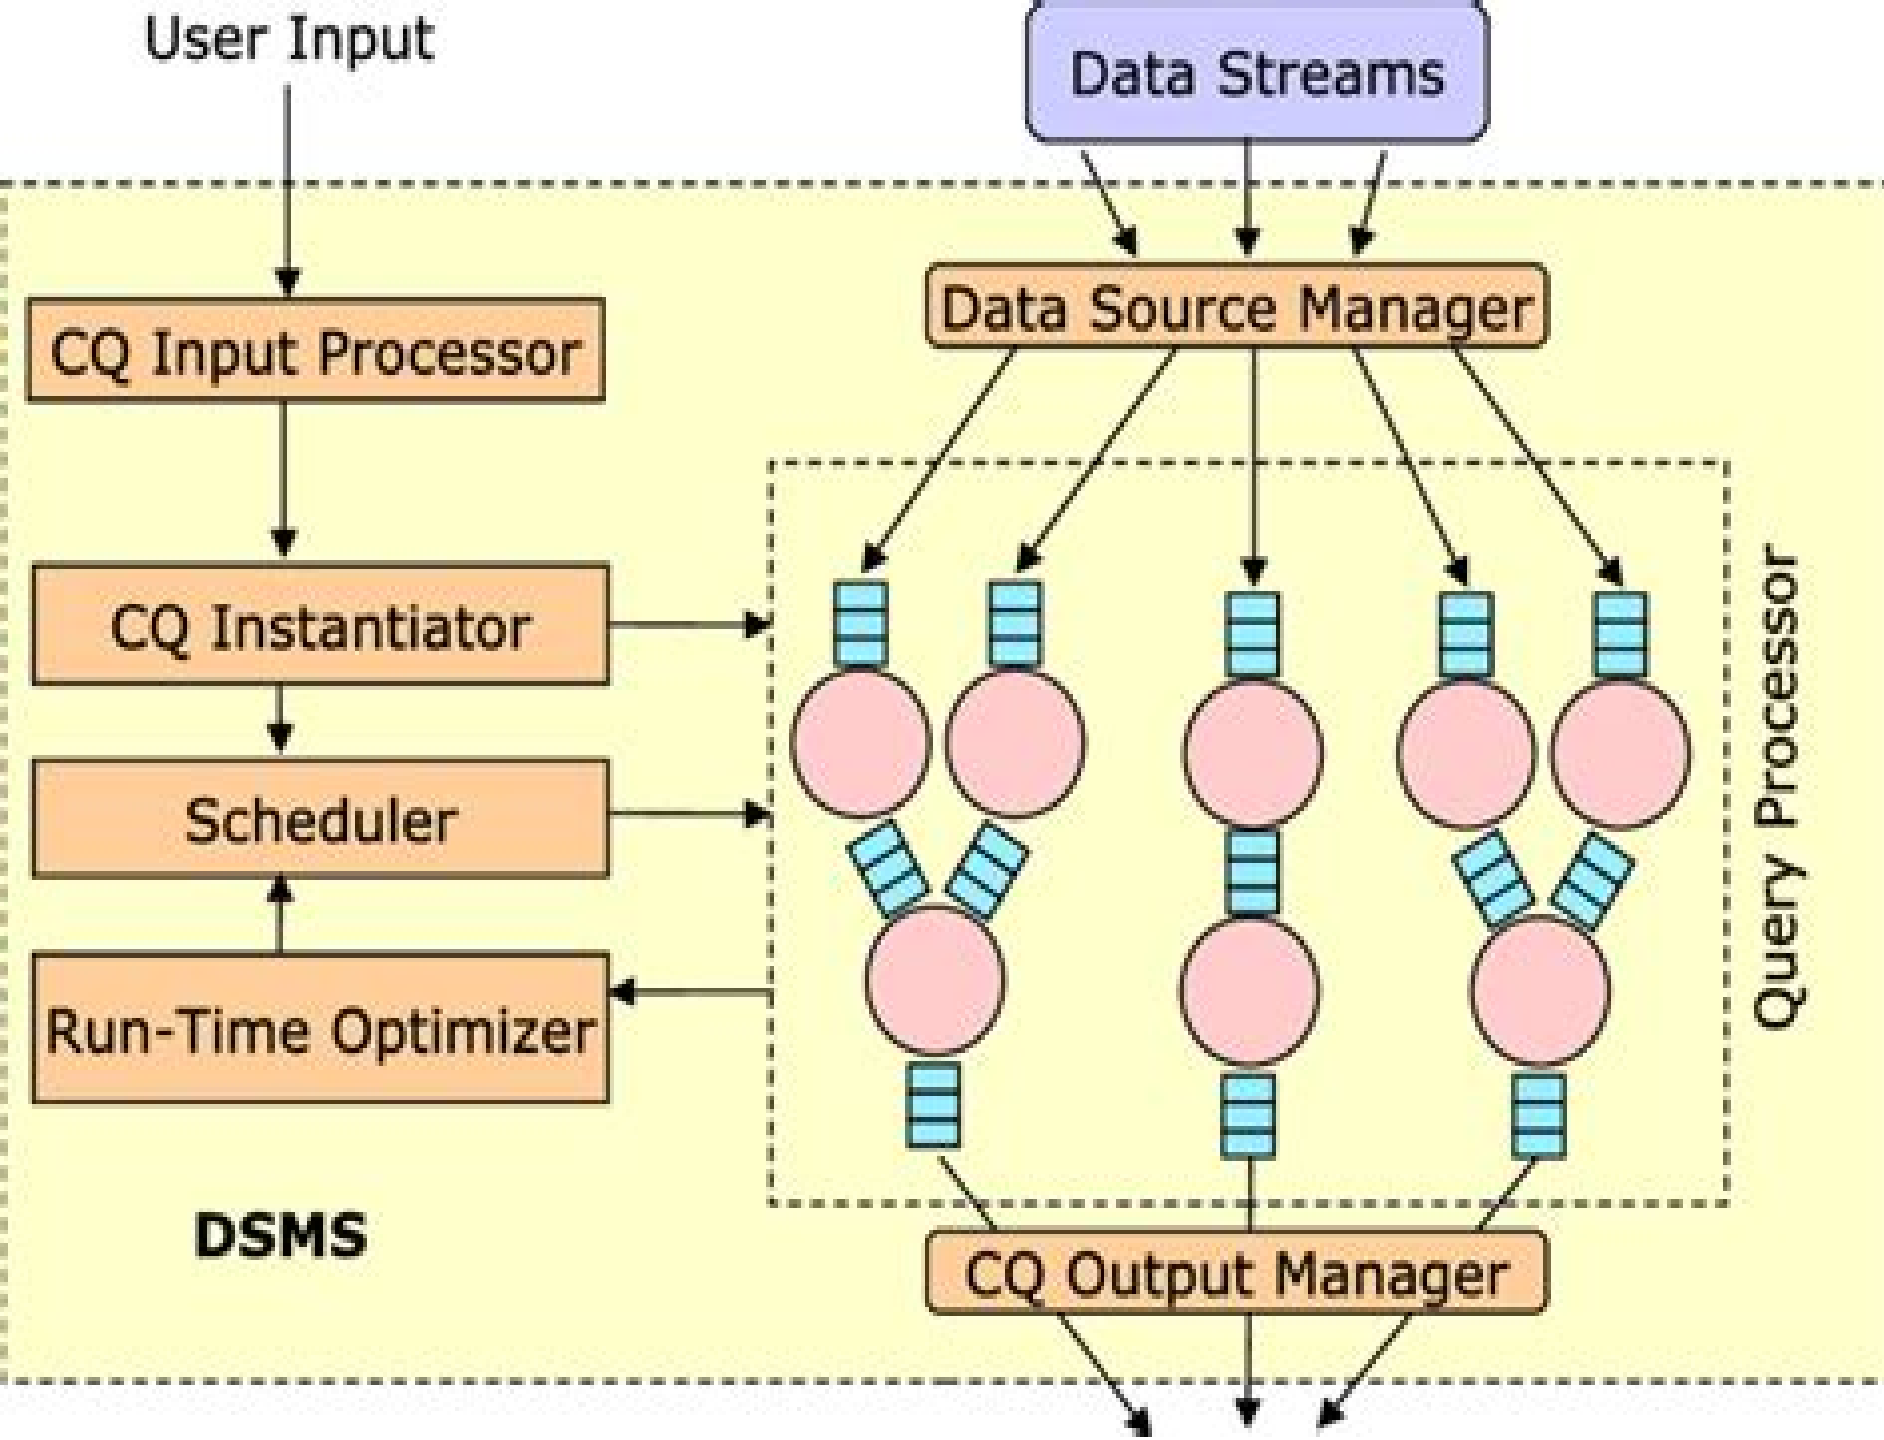 User Input
Data Streams
Data Source Manager
CQ Input Processor
CQ Instantiator
Scheduler
Run-Time Optimizer
Query Processor
DSMS
CQ Output Manager